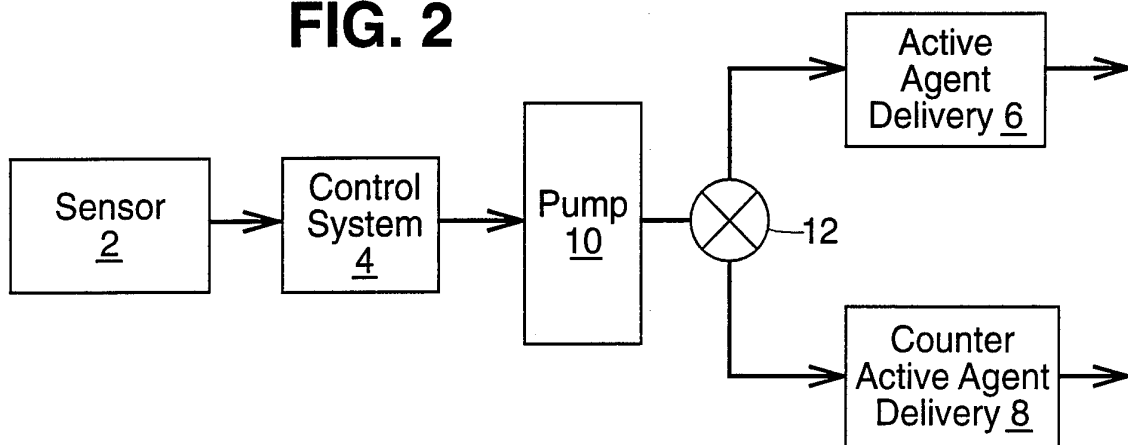 FIG. 2
Sensor
2
Control
System
4
Pump
10
12
Active
Agent
Delivery 6
Counter
Active Agent
Delivery 8